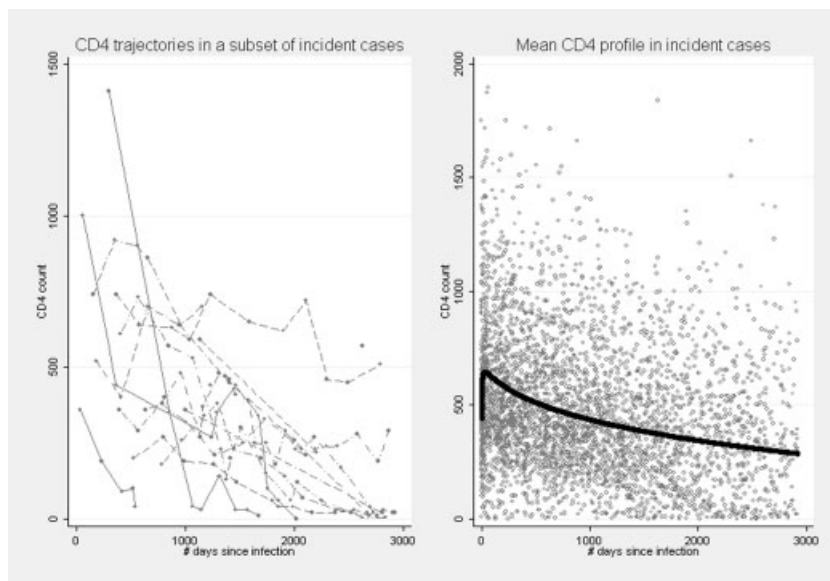 CD4 trajectories in a subset of incident cases
1500
1000
500
0
CD4 count
0 1000 2000 3000
# days since infection
Mean CD4 profile in incident cases
2000
1500
1000
500
0
CD4 count
0 1000 2000 3000
# days since infection